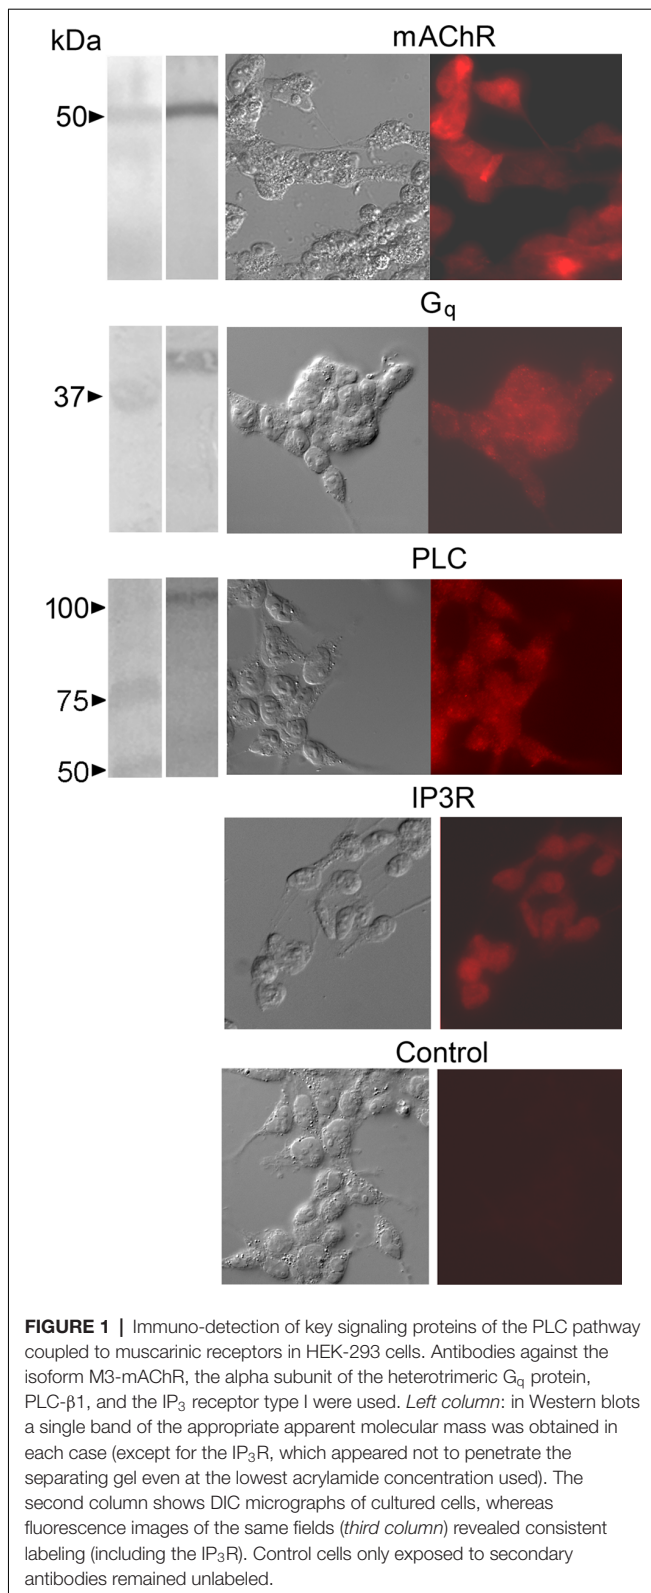 kDa
mAChR
50
Gq
37
PLC
100
75
50
IP3R
Control
FIGURE 1 | Immuno-detection of key signaling proteins of the PLC pathway
coupled to muscarinic receptors in HEK-293 cells. Antibodies against the
isoform M3-mAChR, the alpha subunit of the heterotrimeric Gq protein,
PLC-β1, and the IP3 receptor type I were used. Left column: in Western blots
a single band of the appropriate apparent molecular mass was obtained in
each case (except for the IP3R, which appeared not to penetrate the
separating gel even at the lowest acrylamide concentration used). The
second column shows DIC micrographs of cultured cells, whereas
fluorescence images of the same fields (third column) revealed consistent
labeling (including the IP3R). Control cells only exposed to secondary
antibodies remained unlabeled.